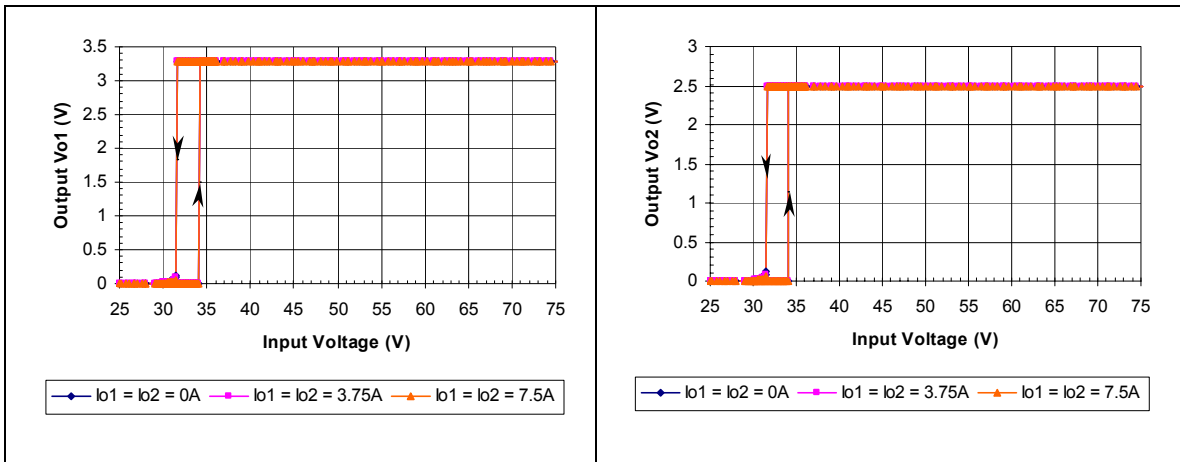 3.5
3
2.5
2
1.5
1
0.5
0
Output Vo1 (V)
25 30 35 40 45 50 55 60 65 70 75
Input Voltage (V)
Io1 = Io2 = 0A Io1 = Io2 = 3.75A Io1 = Io2 = 7.5A
3
2.5
2
1.5
1
0.5
0
Output Vo2 (V)
25 30 35 40 45 50 55 60 65 70 75
Input Voltage (V)
Io1 = Io2 = 0A Io1 = Io2 = 3.75A Io1 = Io2 = 7.5A